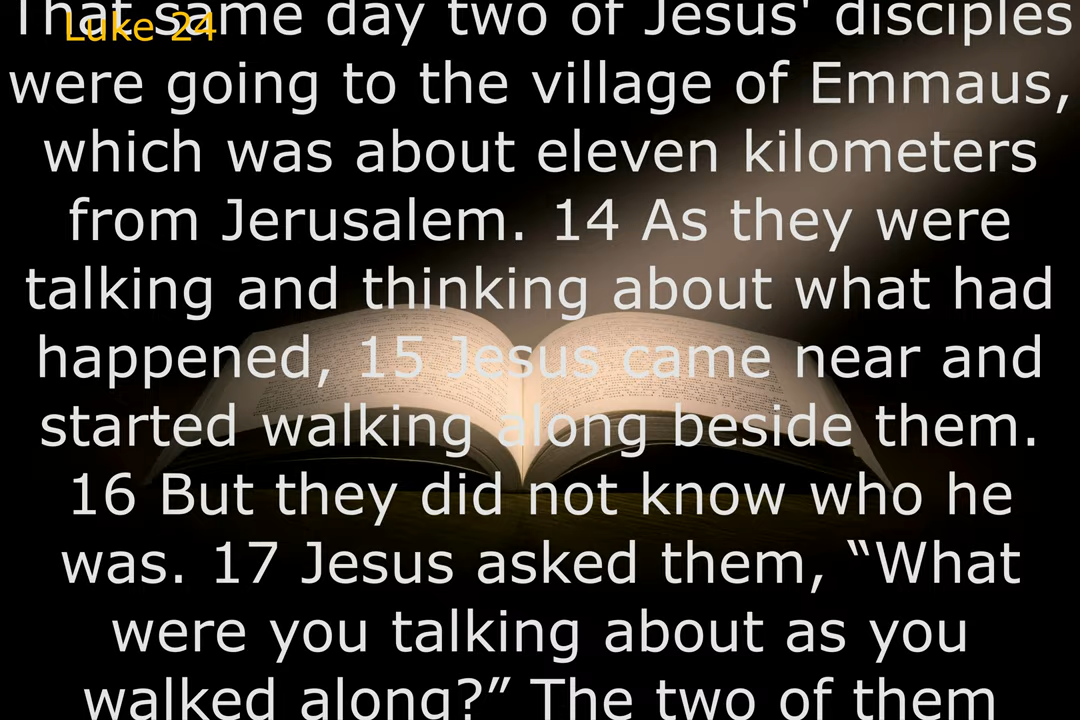 Luke 24
That same day two of Jesus' disciples
were going to the village of Emmaus,
which was about eleven kilometers
from Jerusalem. 14 As they were
talking and thinking about what had
happened, 15 Jesus came near and
started walking along beside them.
16 But they did not know who he
was. 17 Jesus asked them, “What
were you talking about as you
walked along?” The two of them